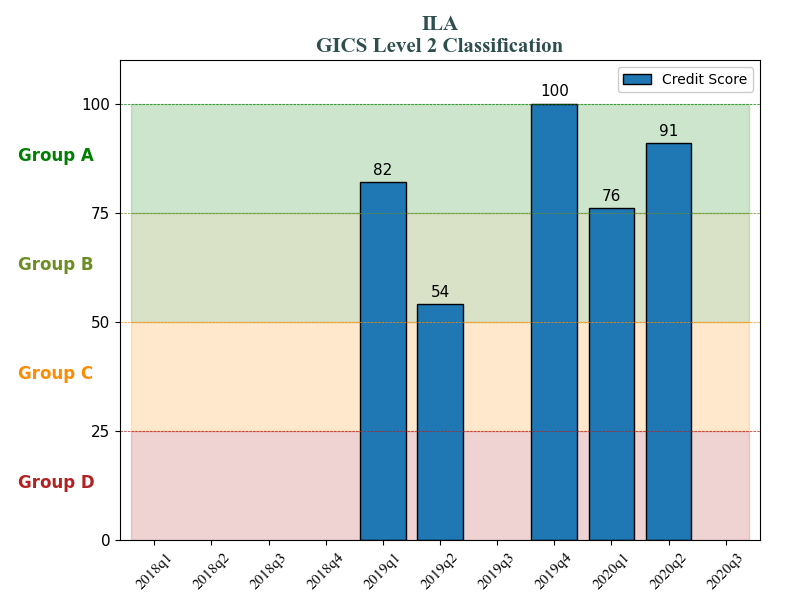 ILA
GICS Level 2 Classification
Credit Score
100
75
50
25
0
Group A
Group B
Group C
Group D
82
54
100
76
91
2018q1
2018q2
2018q3
2018q4
2019q1
2019q2
2019q3
2019q4
2020q1
2020q2
2020q3